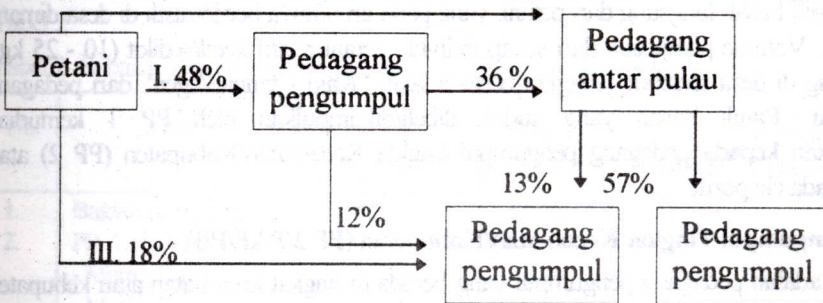 Petani
I. 48%
Pedagang
pengumpul
36 %
Pedagang
antar pulau
13%
57%
12%
III. 18%
Pedagang
pengumpul
Pedagang
pengumpul